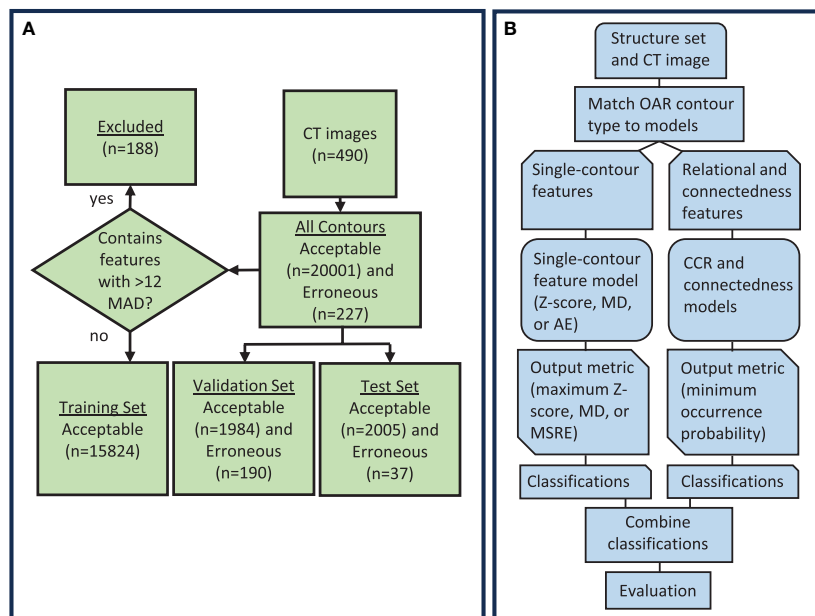 A
Excluded
(n=188)
CT images
(n=490)
yes
Contains
features
with >12
MAD?
All Contours
Acceptable
(n=20001) and
Erroneous
(n=227)
no
Training Set
Acceptable
(n=15824)
Validation Set
Acceptable
(n=1984) and
Erroneous
(n=190)
Test Set
Acceptable
(n=2005) and
Erroneous
(n=37)
B
Structure set
and CT image
Match OAR contour
type to models
Single-contour
features
Relational and
connectedness
features
Single-contour
feature model
(Z-score, MD,
or AE)
CCR and
connectedness
models
Output metric
(maximum Z-
score, MD, or
MSRE)
Output metric
(minimum
occurrence
probability)
Classifications
Classifications
Combine
classifications
Evaluation